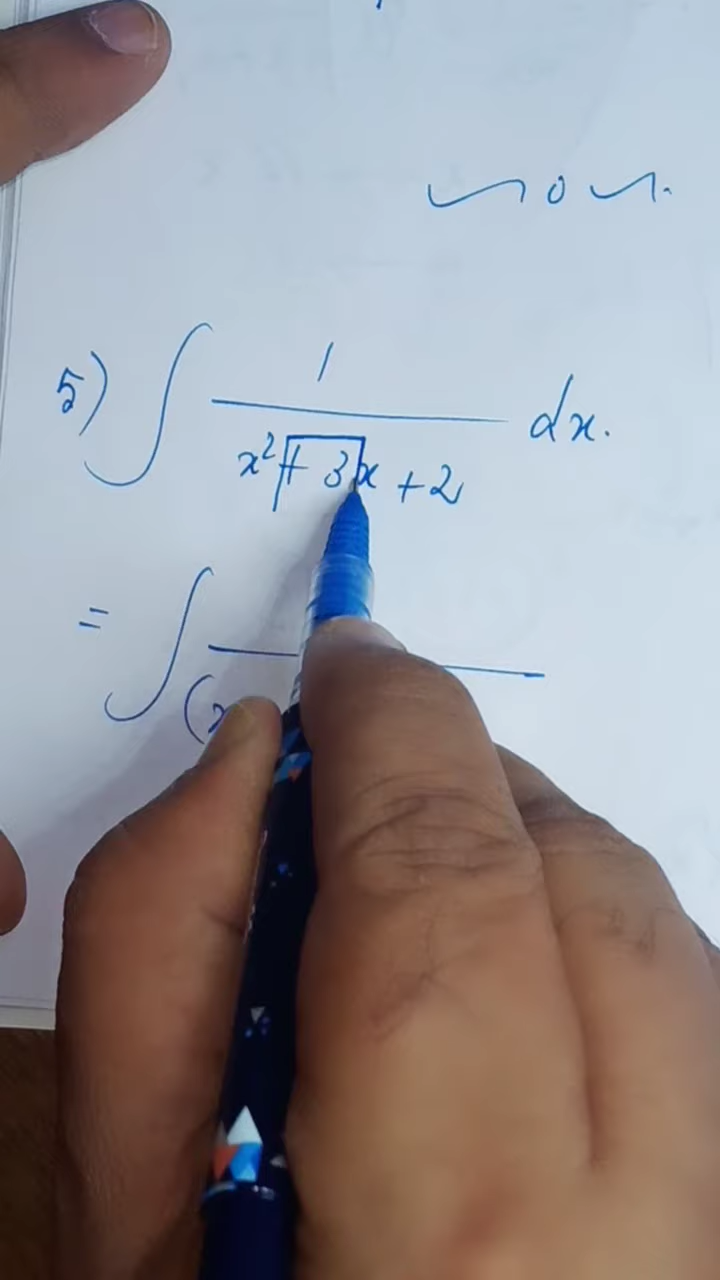 5) ∫ 1 / (x² + 3x + 2) dx.
= ∫ —— (x